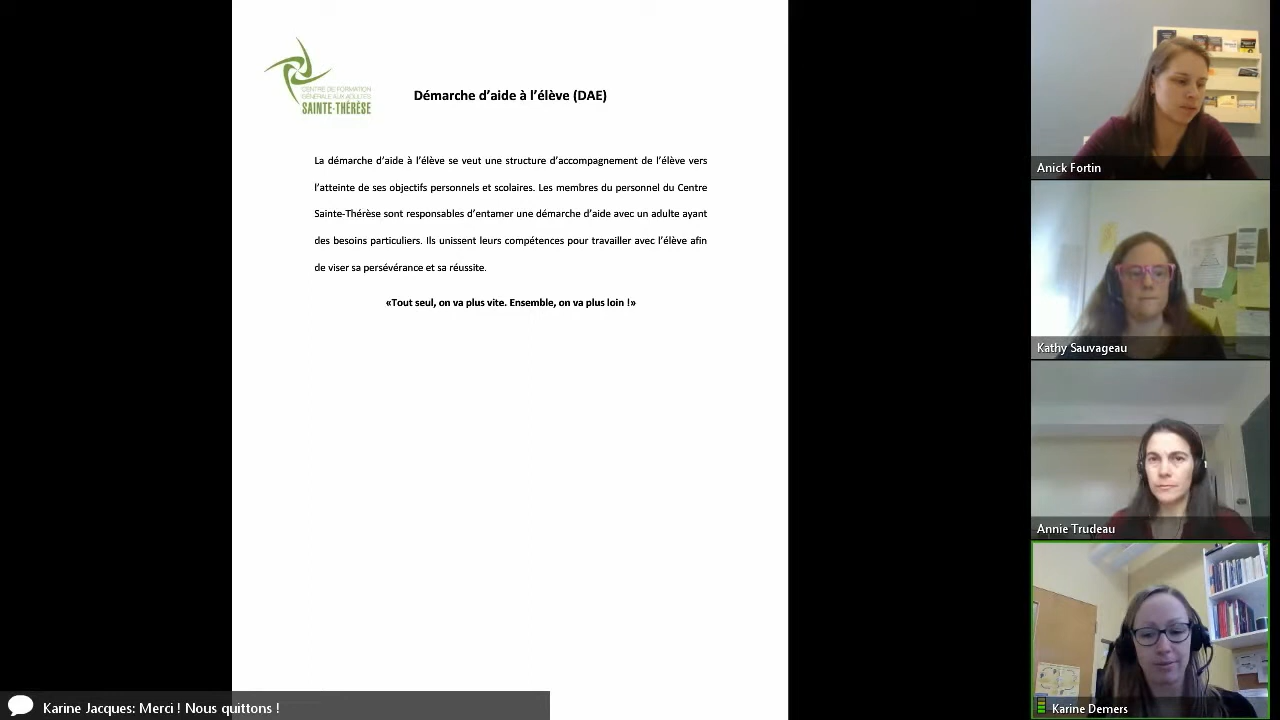 CENTRE DE FORMATION
GÉNÉRALE AUX ADULTES
SAINTE-THÉRÈSE
Démarche d'aide à l'élève (DAE)
La démarche d'aide à l'élève se veut une structure d'accompagnement de l'élève vers
l'atteinte de ses objectifs personnels et scolaires. Les membres du personnel du Centre
Sainte-Thérèse sont responsables d'entamer une démarche d'aide avec un adulte ayant
des besoins particuliers. Ils unissent leurs compétences pour travailler avec l'élève afin
de viser sa persévérance et sa réussite.
«Tout seul, on va plus vite. Ensemble, on va plus loin !»
Anick Fortin
Kathy Sauvageau
Annie Trudeau
Karine Demers
Karine Jacques: Merci ! Nous quittons !